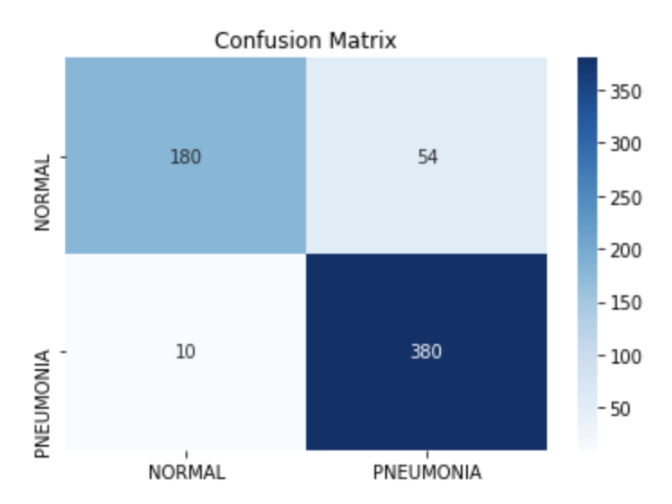 Confusion Matrix
NORMAL
180
54
PNEUMONIA
10
380
NORMAL
PNEUMONIA
350
300
250
200
150
100
50